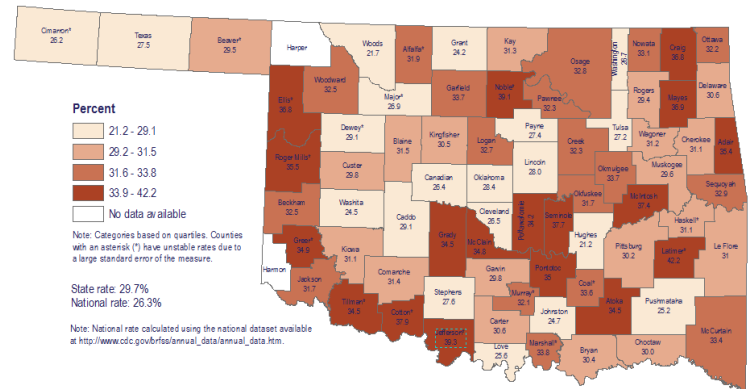 Cimarron*
26.2
Texas
27.5
Beaver*
29.5
Harper
Woods
21.7
Alfalfa*
31.9
Grant
24.2
Kay
31.3
Osage
32.8
Washington
Nowata
33.1
Craig
36.8
Ottawa
32.2
Woodward
32.5
Ellis*
Major*
26.9
Garfield
33.7
Noble*
39.1
Pawnee
32.3
Rogers
29.4
Mayes
36.9
Delaware
30.6
Percent
21.2 - 29.1
29.2 - 31.5
31.6 - 33.8
33.9 - 42.2
No data available
Dewey*
29.1
Blaine
31.5
Kingfisher
30.5
Logan
32.7
Payne
27.4
Creek
32.3
Tulsa
27.2
Wagoner
31.2
Cherokee
31.1
Adair
Roger Mills*
Custer
29.8
Canadian
26.4
Oklahoma
28.4
Lincoln
28.0
Okmulgee
33.7
Muskogee
29.6
Sequoyah
32.9
Beckham
32.5
Washita
24.5
Caddo
29.1
Cleveland
26.5
Pottawatomie
34.2
Seminole
37.7
Okfuskee
31.7
McIntosh
37.4
Haskell*
31.1
Note: Categories based on quartiles. Counties
with an asterisk (*) have unstable rates due to
a large standard error of the measure.
Greer*
34.9
Kiowa
31.1
Grady
34.5
McClain
34.6
Hughes
21.2
Pittsburg
30.2
Latimer*
42.2
Le Flore
31
Harmon
Jackson
31.7
Comanche
31.4
Garvin
29.8
Pontotoc
35
Coal*
33.6
State rate: 29.7%
National rate: 26.3%
Tillman*
34.5
Cotton*
37.9
Stephens
27.6
Murray*
32.1
Johnston
24.7
Atoka
34.5
Pushmataha
25.2
McCurtain
33.4
Note: National rate calculated using the national dataset available
at http://www.cdc.gov/brfss/annual_data/annual_data.htm.
Jefferson*
39.3
Carter
30.6
Love
25.6
Marshall*
33.8
Bryan
30.4
Choctaw
30.0